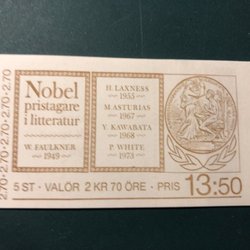 2.70 2.70 2.70 2.70 2.70
Nobel
pristagare
i
litteratur
W. FAULKNER
1949
H. LAXNESS
1955
M. ASTURIAS
1967
Y. KAWABATA
1968
P. WHITE
1973
5 ST · VALÖR 2 KR 70 ÖRE · PRIS 13:50